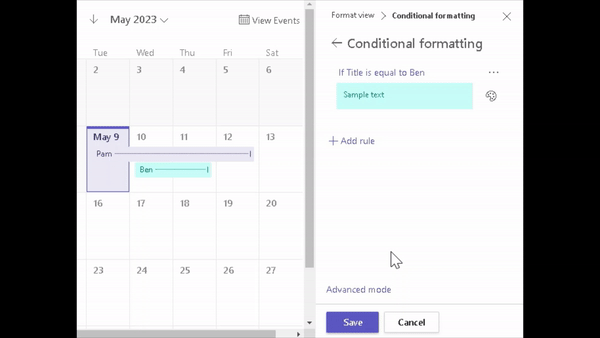 May 2023
View Events
Tue Wed Thu Fri Sat
2 3 4 5 6
May 9 10 11 12 13
Pam
Ben
16 17 18 19 20
23 24 25 26 27
Format view > Conditional formatting
Conditional formatting
If Title is equal to Ben
Sample text
+ Add rule
Advanced mode
Save Cancel